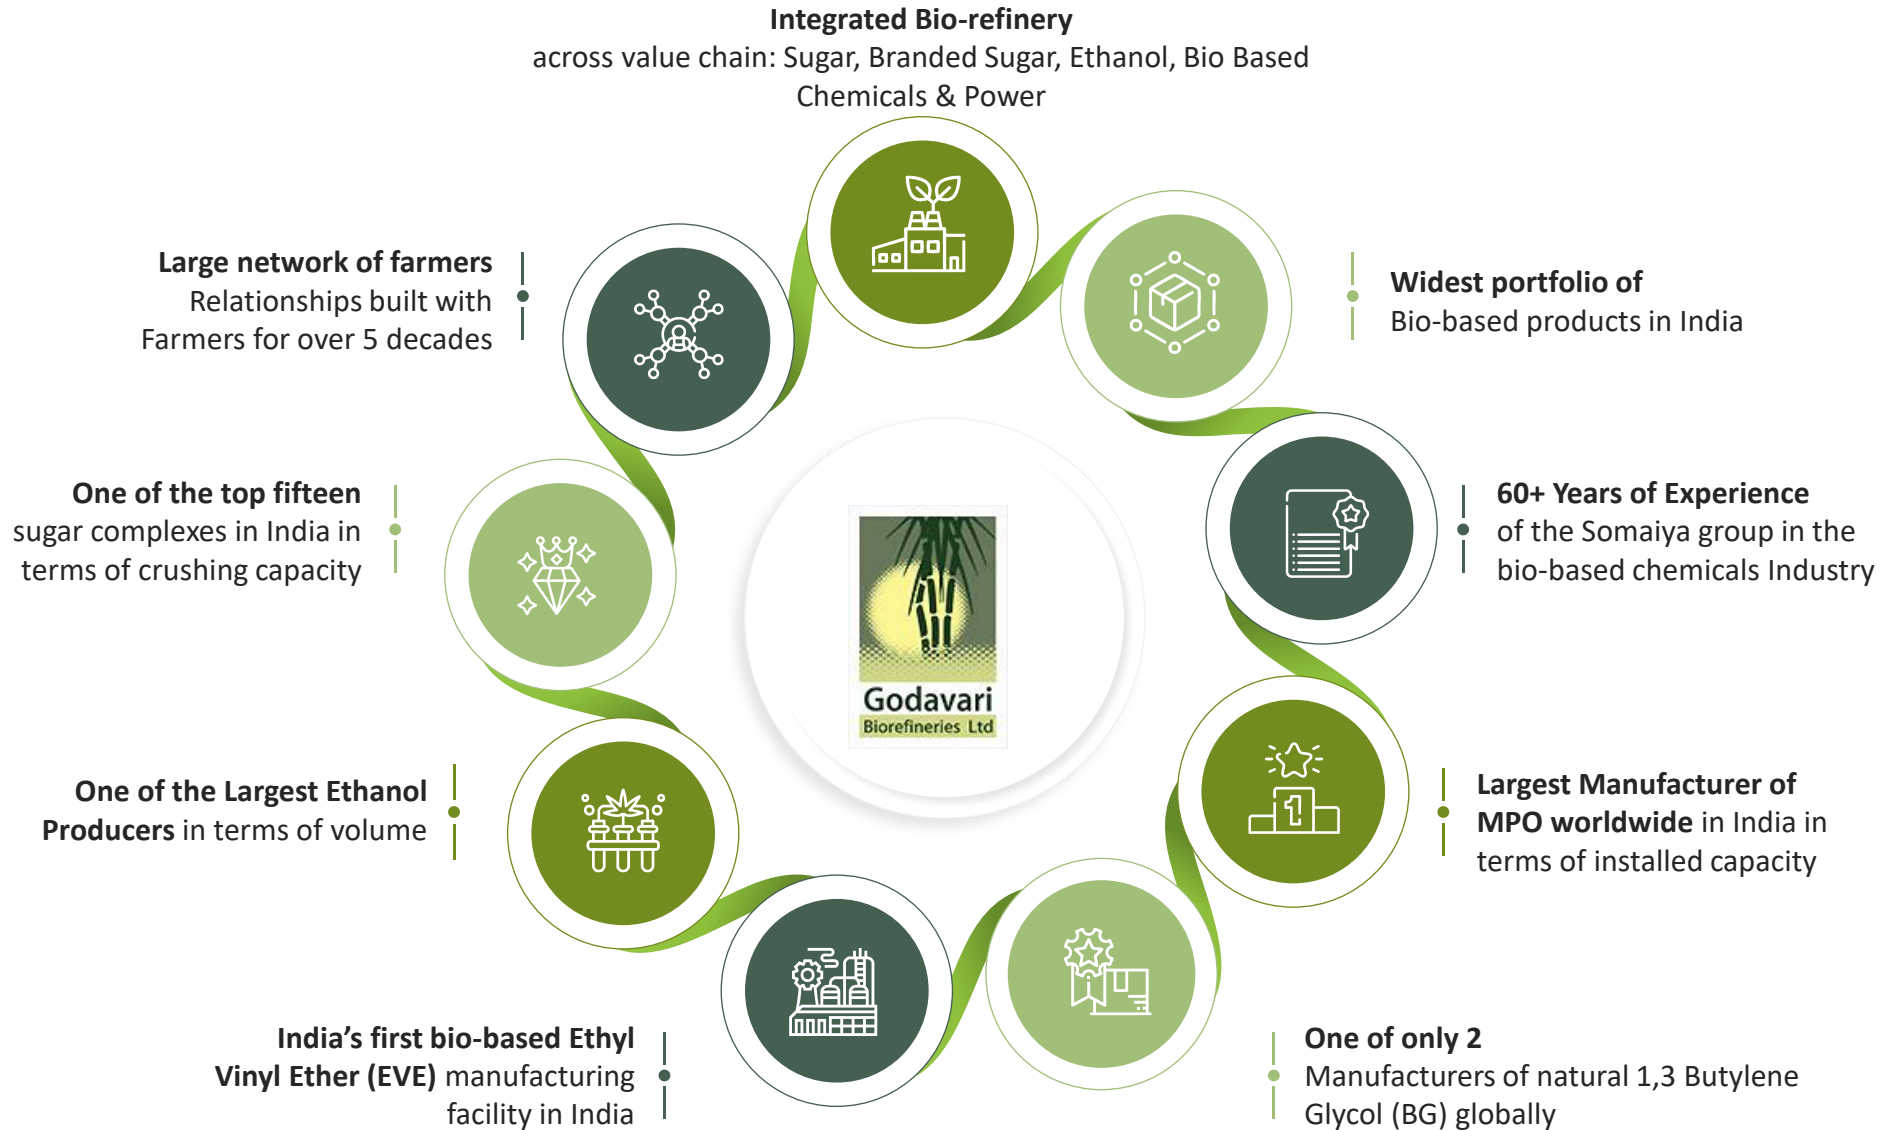 Integrated Bio-refinery
across value chain: Sugar, Branded Sugar, Ethanol, Bio Based
Chemicals & Power
Widest portfolio of
Bio-based products in India
60+ Years of Experience
of the Somaiya group in the
bio-based chemicals Industry
Largest Manufacturer of
MPO worldwide in India in
terms of installed capacity
One of only 2
Manufacturers of natural 1,3 Butylene
Glycol (BG) globally
India’s first bio-based Ethyl
Vinyl Ether (EVE) manufacturing
facility in India
One of the Largest Ethanol
Producers in terms of volume
One of the top fifteen
sugar complexes in India in
terms of crushing capacity
Large network of farmers
Relationships built with
Farmers for over 5 decades
Godavari
Biorefineries Ltd
1